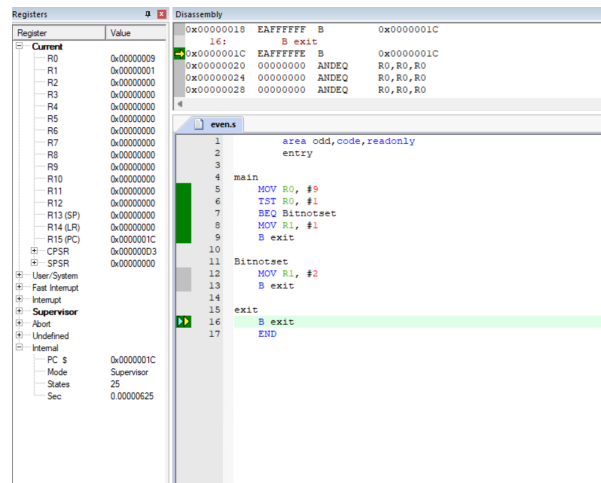 Registers
Register Value
Current
R0 0x00000009
R1 0x00000001
R2 0x00000000
R3 0x00000000
R4 0x00000000
R5 0x00000000
R6 0x00000000
R7 0x00000000
R8 0x00000000
R9 0x00000000
R10 0x00000000
R11 0x00000000
R12 0x00000000
R13 (SP) 0x00000000
R14 (LR) 0x00000000
R15 (PC) 0x0000001C
CPSR 0x000000D3
SPSR 0x00000000
User/System
Fast Interrupt
Interrupt
Supervisor
Abort
Undefined
Internal
PC $ 0x0000001C
Mode Supervisor
States 25
Sec 0.00000625
Disassembly
0x00000018 EAFFFFFF B 0x0000001C
16: B exit
0x0000001C EAFFFFFE B 0x0000001C
0x00000020 00000000 ANDEQ R0,R0,R0
0x00000024 00000000 ANDEQ R0,R0,R0
0x00000028 00000000 ANDEQ R0,R0,R0
even.s
1 area odd,code,readonly
2 entry
3
4 main
5 MOV R0, #9
6 TST R0, #1
7 BEQ Bitnotset
8 MOV R1, #1
9 B exit
10
11 Bitnotset
12 MOV R1, #2
13 B exit
14
15 exit
16 B exit
17 END